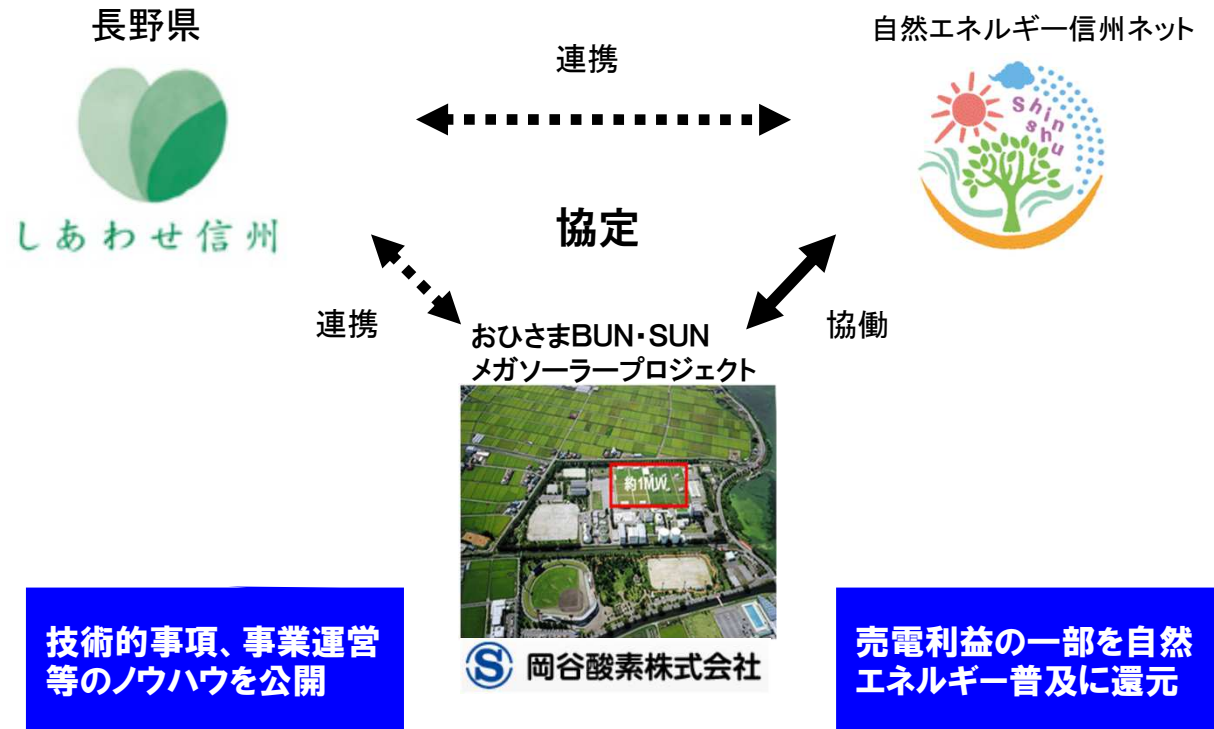 長野県
自然エネルギー信州ネット
連携
shin
shu
しあわせ信州
協定
連携
協働
おひさまBUN・SUN
メガソーラープロジェクト
約1MW
技術的事項、事業運営
等のノウハウを公開
S 岡谷酸素株式会社
売電利益の一部を自然
エネルギー普及に還元